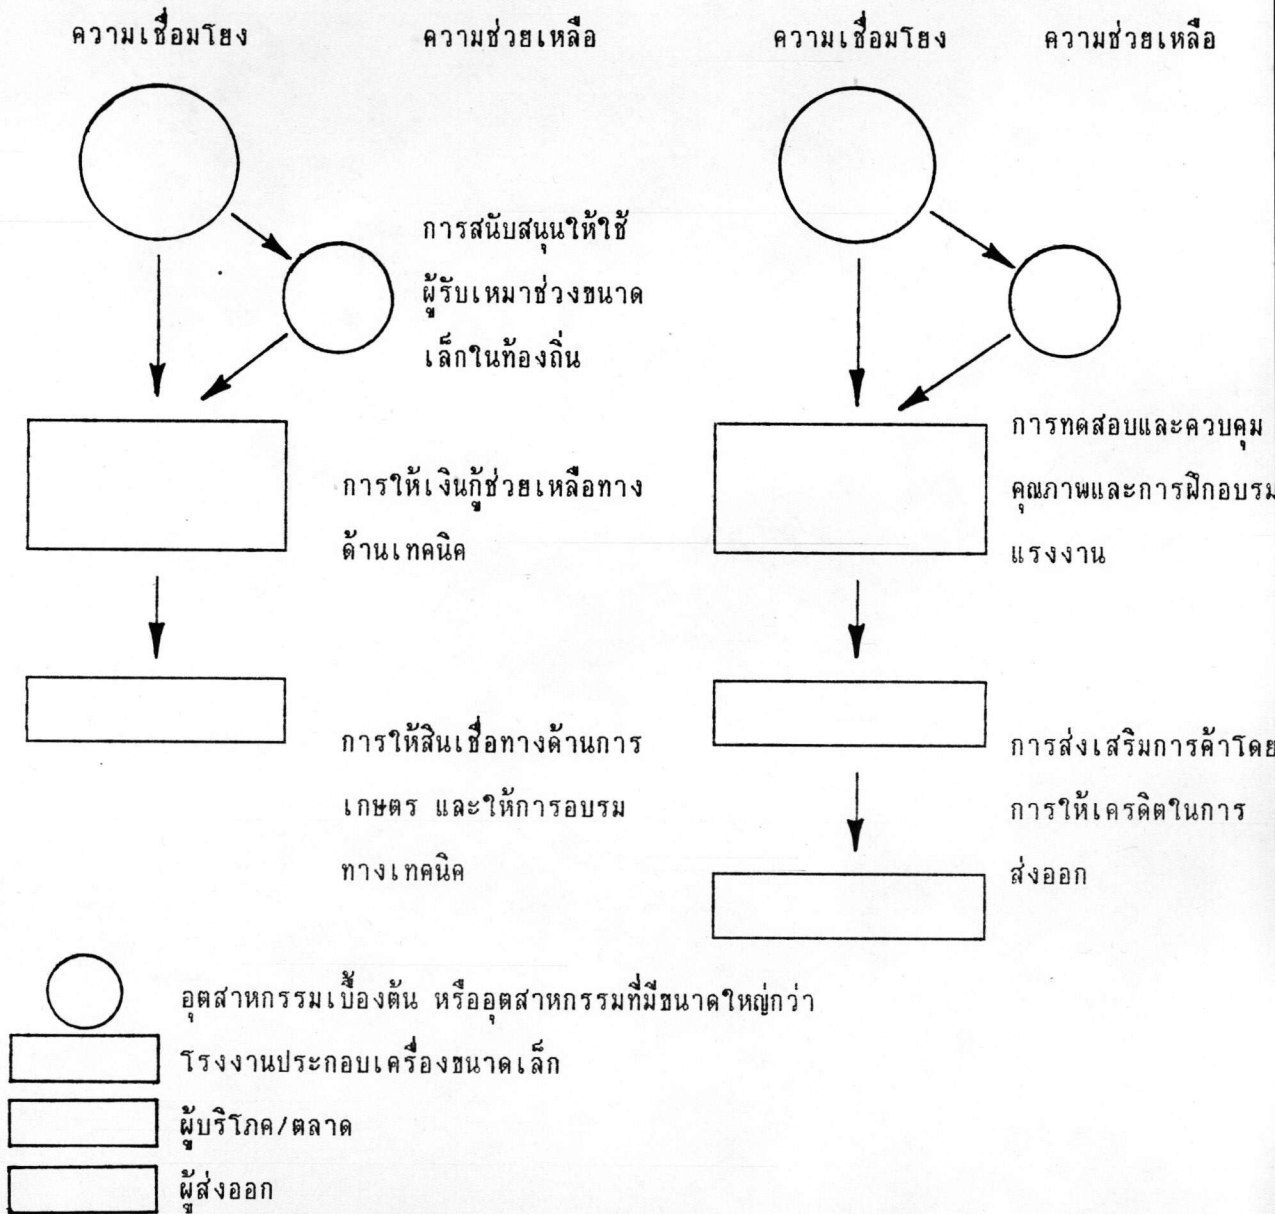 ความเชื่อมโยง ความช่วยเหลือ ความเชื่อมโยง ความช่วยเหลือ
การสนับสนุนให้ใช้
ผู้รับเหมาช่วงขนาด
เล็กในท้องถิ่น
การให้เงินกู้ช่วยเหลือทาง
ด้านเทคนิค
การทดสอบและควบคุม
คุณภาพและการฝึกอบรม
แรงงาน
การให้สินเชื่อทางด้านการ
เกษตร และให้การอบรม
ทางเทคนิค
การส่งเสริมการค้าโดย
การให้เครดิตในการ
ส่งออก
อุตสาหกรรมเบื้องต้น หรืออุตสาหกรรมที่มีขนาดใหญ่กว่า
โรงงานประกอบเครื่องขนาดเล็ก
ผู้บริโภค/ตลาด
ผู้ส่งออก